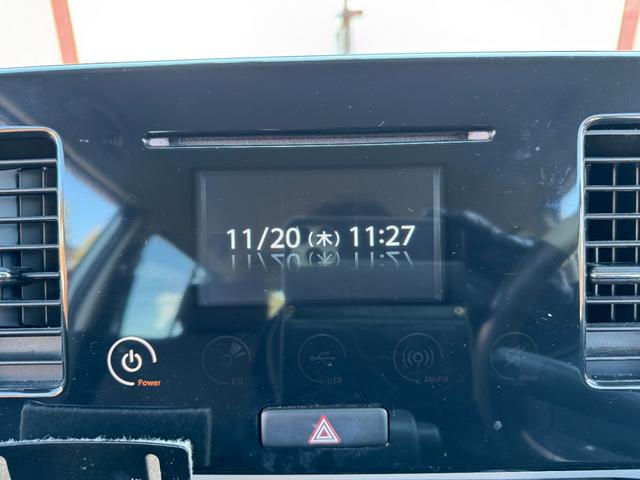 11/20 (木) 11:27
Power
CD
USB
AM/FM
Mute